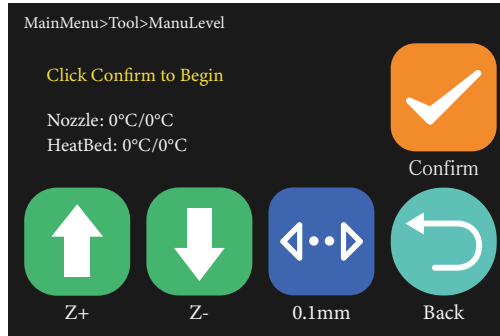 MainMenu>Tool>ManuLevel
Click Confirm to Begin
Nozzle: 0°C/0°C
HeatBed: 0°C/0°C
Confirm
Z+
Z-
0.1mm
Back